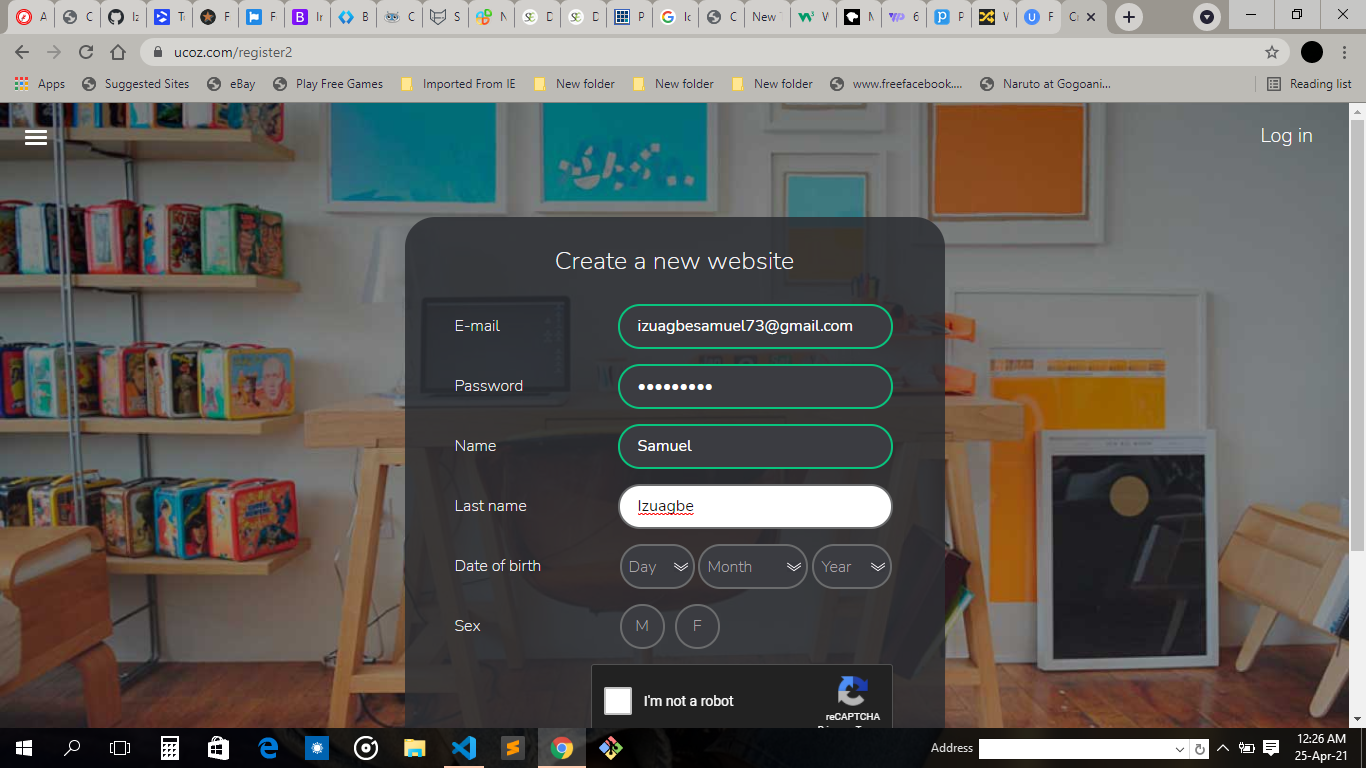 A
C
Iz
T
F
F
Ir
B
C
S
N
D
D
P
Ic
C
New
V
N
6
P
V
F
C
ucoz.com/register2
Apps
Suggested Sites
eBay
Play Free Games
Imported From IE
New folder
New folder
New folder
www.freefacebook....
Naruto at Gogoani...
Reading list
Log in
Create a new website
E-mail
izuagbesamuel73@gmail.com
Password
•••••••••
Name
Samuel
Last name
Izuagbe
Date of birth
Day
Month
Year
Sex
M
F
I'm not a robot
reCAPTCHA
Address
12:26 AM
25-Apr-21